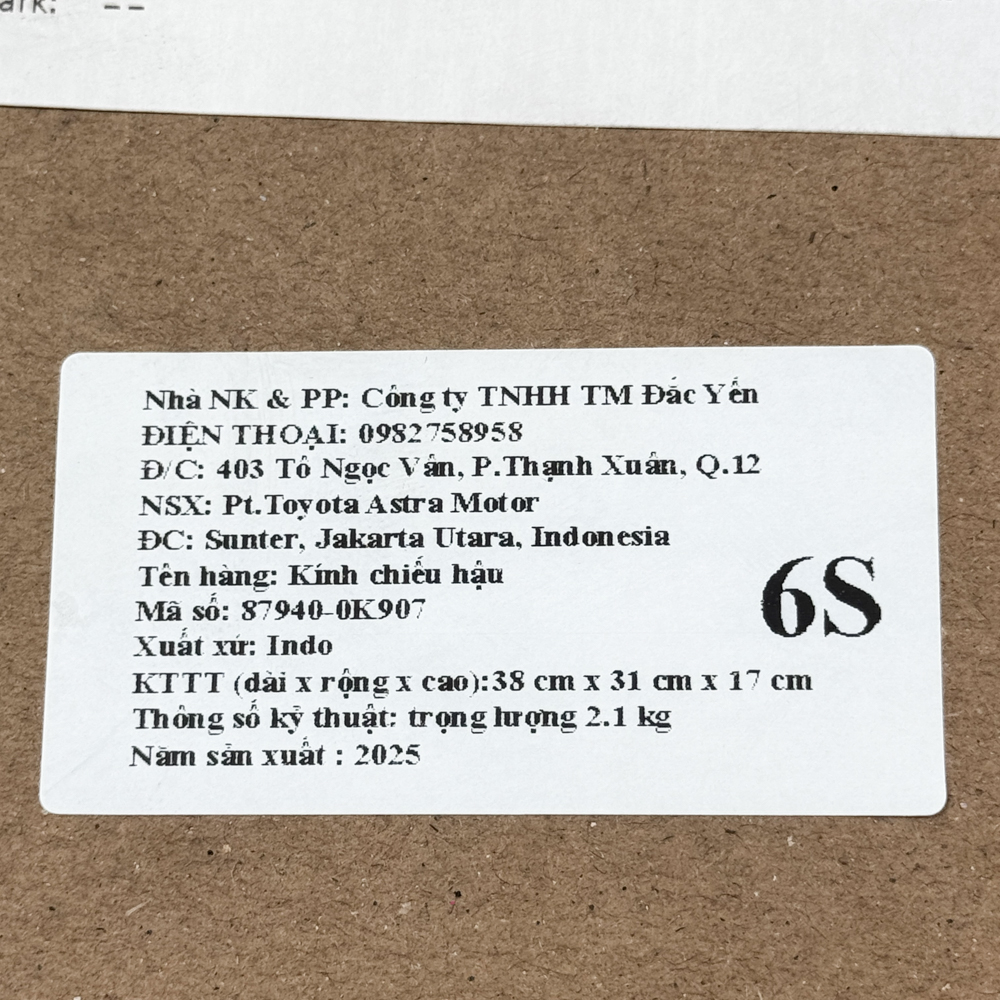 ark: --
Nhà NK & PP: Công ty TNHH TM Đắc Yến
ĐIỆN THOẠI: 0982758958
Đ/C: 403 Tô Ngọc Vân, P.Thạnh Xuân, Q.12
NSX: Pt.Toyota Astra Motor
ĐC: Sunter, Jakarta Utara, Indonesia
Tên hàng: Kính chiếu hậu
Mã số: 87940-0K907
6S
Xuất xứ: Indo
KTTT (dài x rộng x cao):38 cm x 31 cm x 17 cm
Thông số kỹ thuật: trọng lượng 2.1 kg
Năm sản xuất : 2025